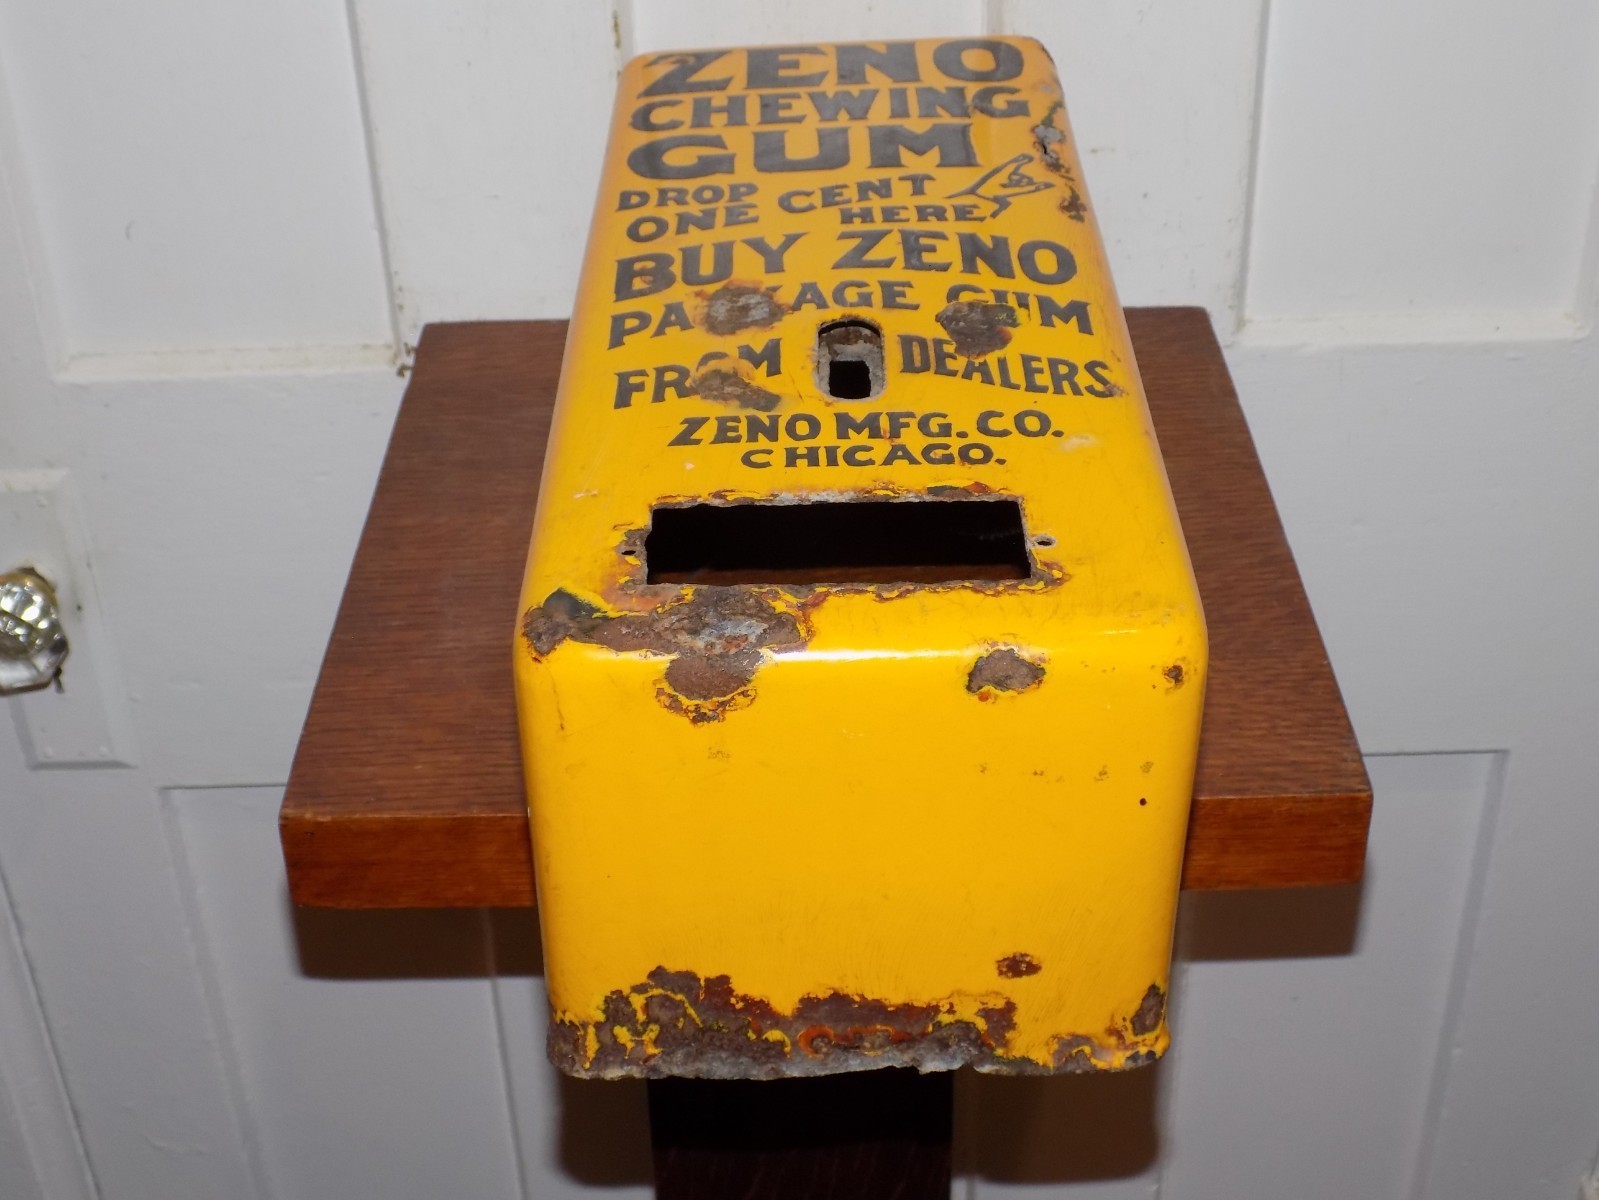 ZENO
CHEWING
GUM
DROP
ONE CENT
HERE
BUY ZENO
PACKAGE GUM
FROM DEALERS
ZENO MFG. CO.
CHICAGO.